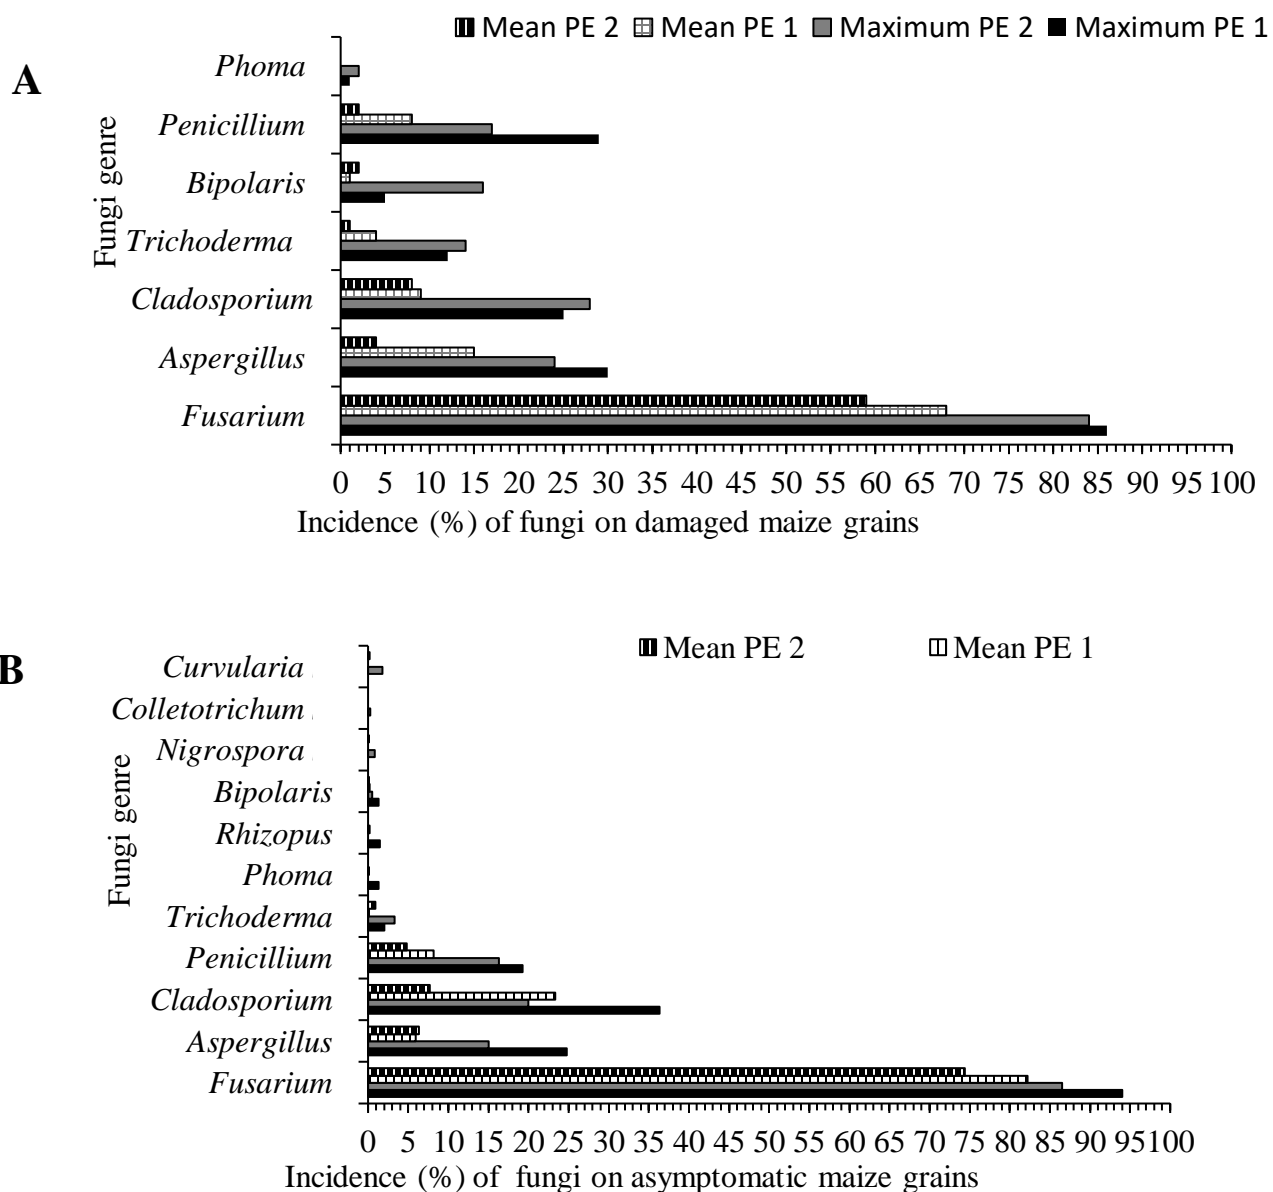 Mean PE 2 Mean PE 1 Maximum PE 2 Maximum PE 1
A
Fungi genre
Phoma
Penicillium
Bipolaris
Trichoderma
Cladosporium
Aspergillus
Fusarium
0 5 10 15 20 25 30 35 40 45 50 55 60 65 70 75 80 85 90 95 100
Incidence (%) of fungi on damaged maize grains
B
Mean PE 2 Mean PE 1
Fungi genre
Curvularia
Colletotrichum
Nigrospora
Bipolaris
Rhizopus
Phoma
Trichoderma
Penicillium
Cladosporium
Aspergillus
Fusarium
0 5 10 15 20 25 30 35 40 45 50 55 60 65 70 75 80 85 90 95 100
Incidence (%) of fungi on asymptomatic maize grains